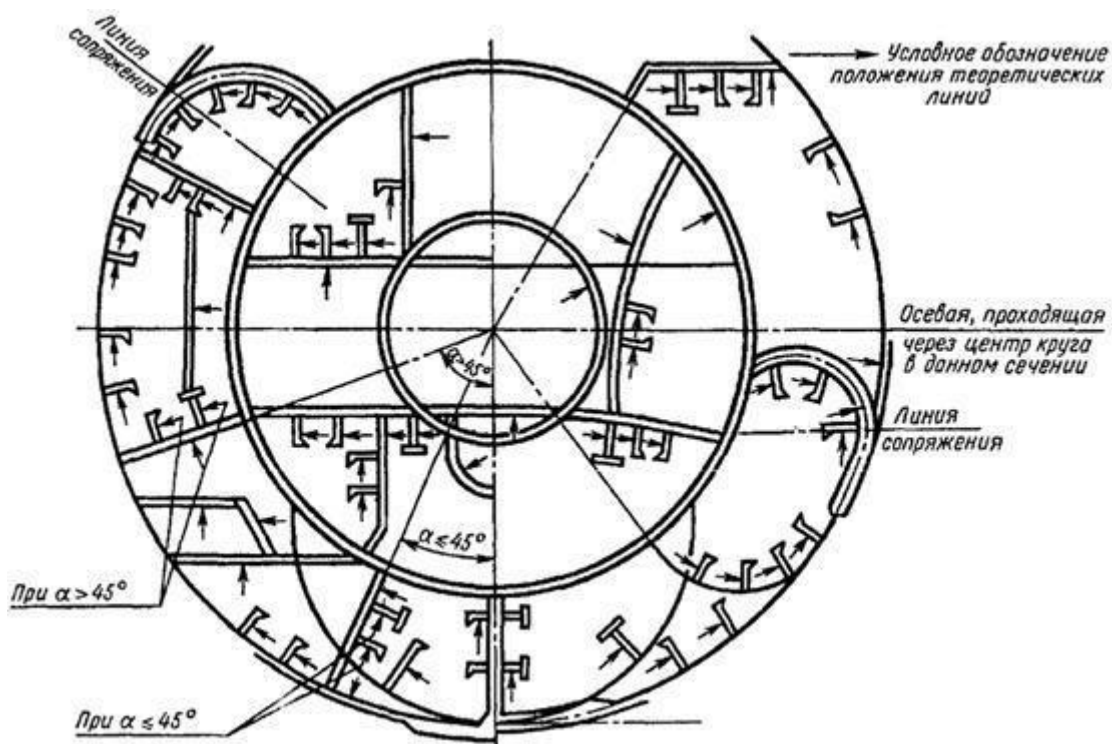 Линия
сопряжения
Условное обозначение
положения теоретических
линий
Осевая, проходящая
через центр круга
в данном сечении
α>45°
Линия
сопряжения
α≤45°
При α>45°
При α≤45°